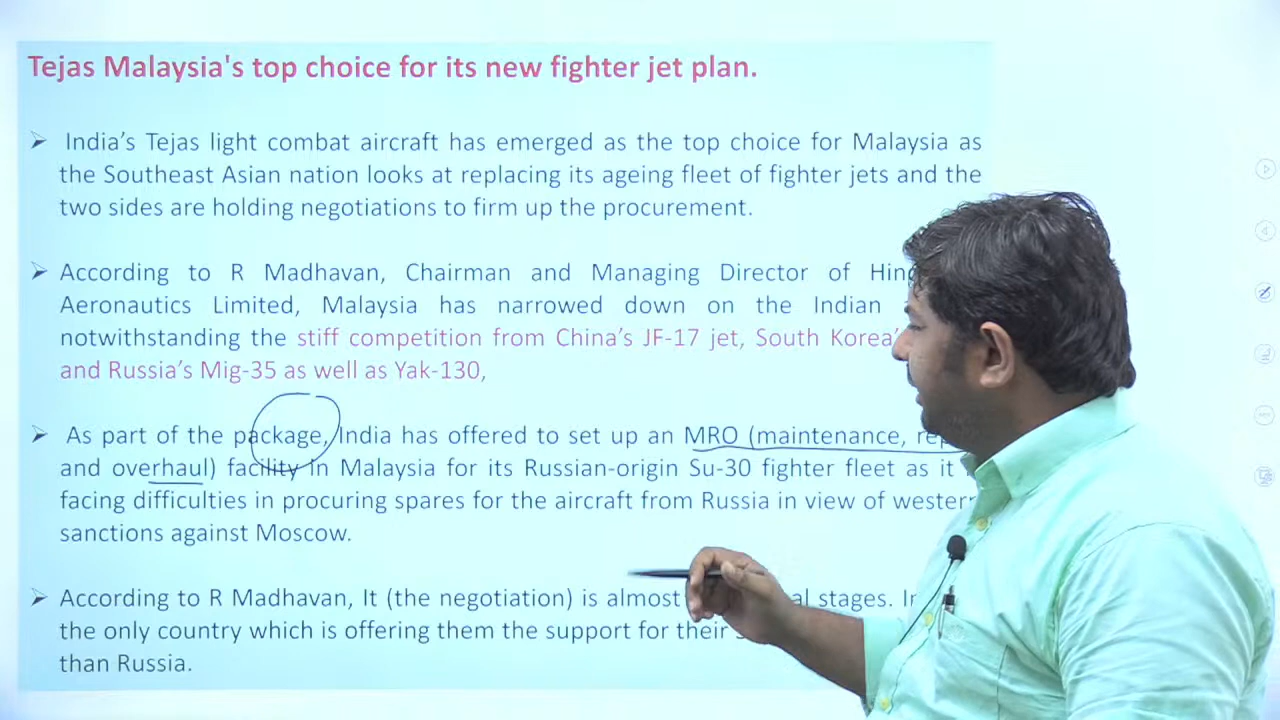 Tejas Malaysia's top choice for its new fighter jet plan.
India's Tejas light combat aircraft has emerged as the top choice for Malaysia as
the Southeast Asian nation looks at replacing its ageing fleet of fighter jets and the
two sides are holding negotiations to firm up the procurement.
According to R Madhavan, Chairman and Managing Director of
Aeronautics Limited, Malaysia has narrowed down on the Indian
notwithstanding the stiff competition from China's JF-17 jet, South
and Russia's Mig-35 as well as Yak-130,
As part of the package, India has offered to set up an MRO (maintenance,
and overhaul) facility in Malaysia for its Russian-origin Su-30 fighter fleet as it
facing difficulties in procuring spares for the aircraft from Russia in view of western
sanctions against Moscow.
According to R Madhavan, It (the negotiation) is almost stages.
the only country which is offering them the support for their
than Russia.